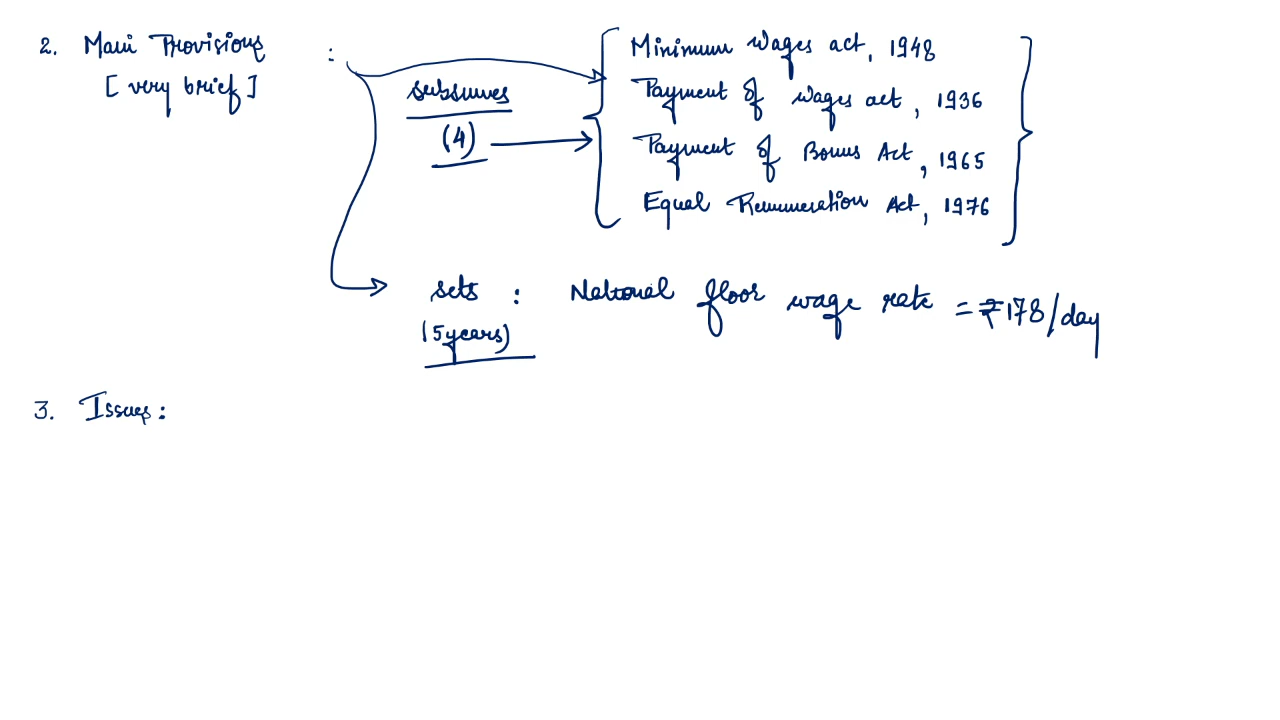 2. Main Provisions :
[very brief]
subsumes
(4)
Minimum Wages act, 1948
Payment of Wages act, 1936
Payment of Bonus Act, 1965
Equal Remuneration Act, 1976
sets : National floor wage rate = ₹178/day
(5years)
3. Issues: